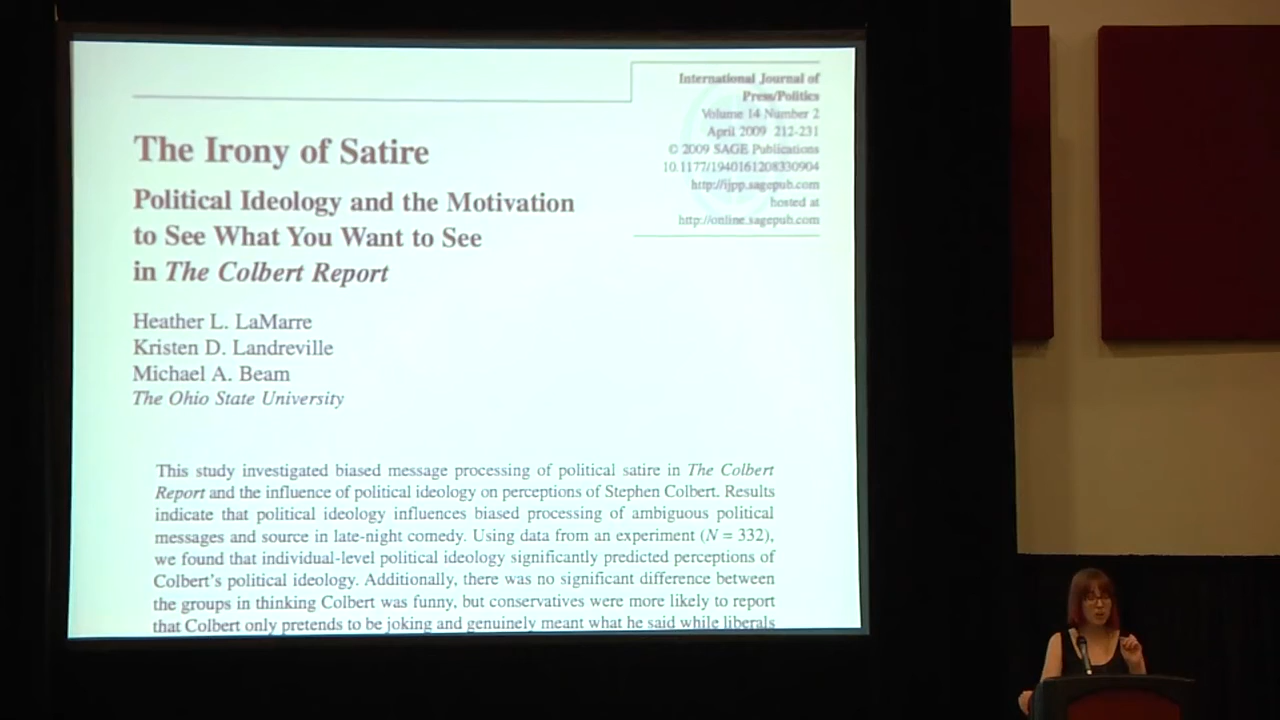 International Journal of
Press/Politics
Volume 14 Number 2
April 2009 212-231
© 2009 SAGE Publications
10.1177/1940161208330904
http://ijpp.sagepub.com
hosted at
http://online.sagepub.com
The Irony of Satire
Political Ideology and the Motivation
to See What You Want to See
in The Colbert Report
Heather L. LaMarre
Kristen D. Landreville
Michael A. Beam
The Ohio State University
This study investigated biased message processing of political satire in The Colbert
Report and the influence of political ideology on perceptions of Stephen Colbert. Results
indicate that political ideology influences biased processing of ambiguous political
messages and source in late-night comedy. Using data from an experiment (N = 332),
we found that individual-level political ideology significantly predicted perceptions of
Colbert's political ideology. Additionally, there was no significant difference between
the groups in thinking Colbert was funny, but conservatives were more likely to report
that Colbert only pretends to be joking and genuinely meant what he said while liberals